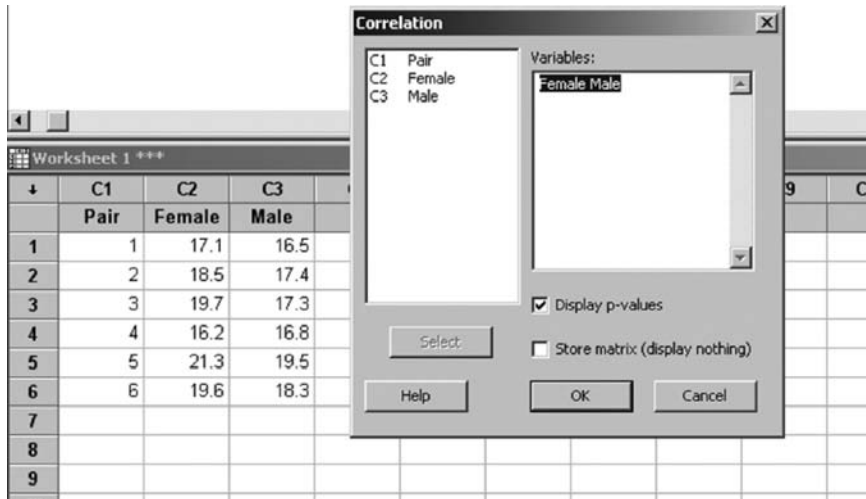 Correlation
C1 Pair
C2 Female
C3 Male
Variables:
Female Male
Display p-values
Select
Store matrix (display nothing)
Help
OK
Cancel
Worksheet 1 ***
C1 C2 C3 9 C
Pair Female Male
1 1 17.1 16.5
2 2 18.5 17.4
3 3 19.7 17.3
4 4 16.2 16.8
5 5 21.3 19.5
6 6 19.6 18.3
7
8
9